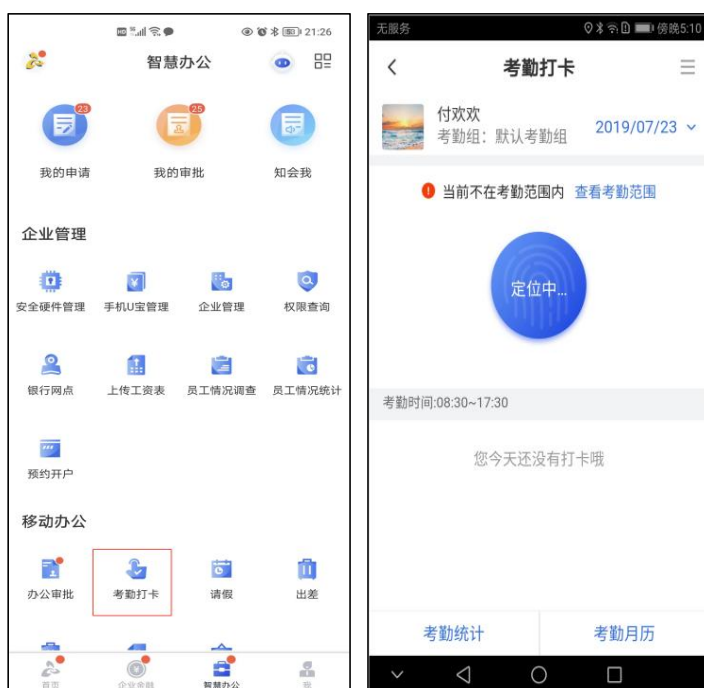 HD 21:26
智慧办公
23 25
我的申请 我的审批 知会我
企业管理
安全硬件管理 手机U宝管理 企业管理 权限查询
银行网点 上传工资表 员工情况调查 员工情况统计
预约开户
移动办公
办公审批 考勤打卡 请假 出差
首页 企业金融 智慧办公 我
无服务 傍晚5:10
考勤打卡
付欢欢
考勤组：默认考勤组 2019/07/23
当前不在考勤范围内 查看考勤范围
定位中...
考勤时间:08:30~17:30
您今天还没有打卡哦
考勤统计 考勤月历